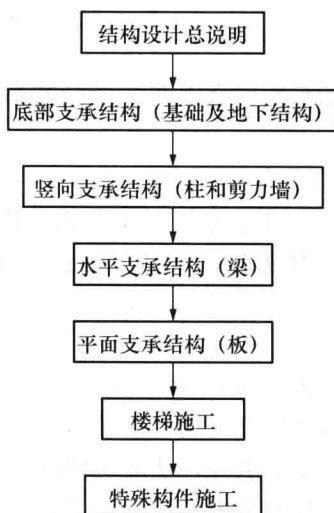 结构设计总说明
底部支承结构（基础及地下结构）
竖向支承结构（柱和剪力墙）
水平支承结构（梁）
平面支承结构（板）
楼梯施工
特殊构件施工